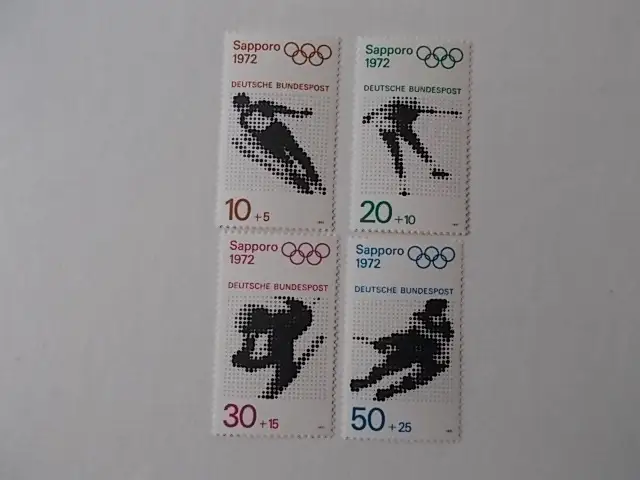 Sapporo
1972
DEUTSCHE BUNDESPOST
10 +5
Sapporo
1972
DEUTSCHE BUNDESPOST
20 +10
Sapporo
1972
DEUTSCHE BUNDESPOST
30 +15
Sapporo
1972
DEUTSCHE BUNDESPOST
50 +25